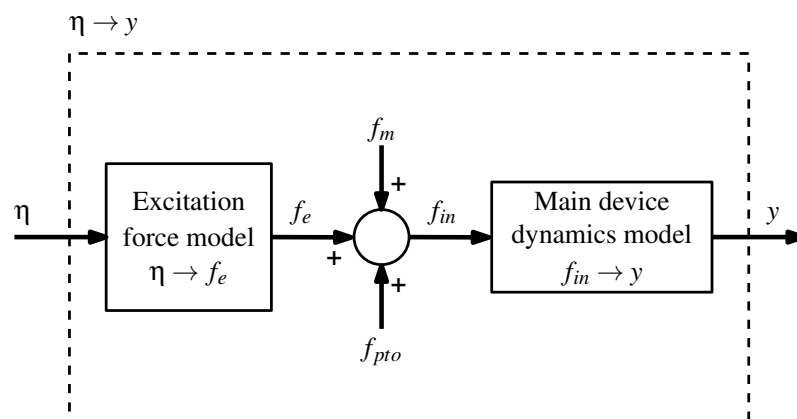 η → y
f_m
+
η
Excitation
force model
η → f_e
f_e
+
f_in
+
f_pto
Main device
dynamics model
f_in → y
y